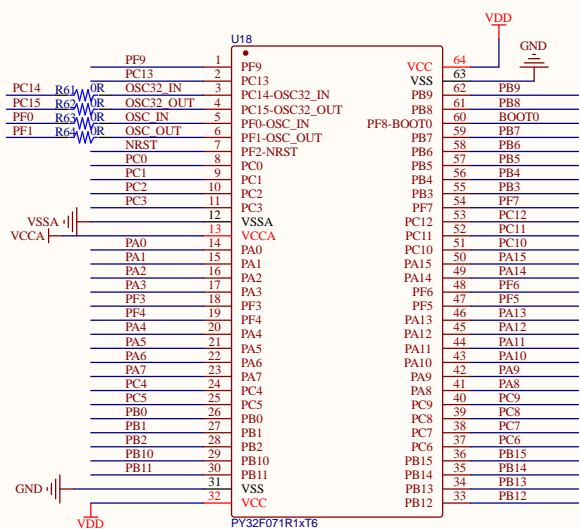 U18
VDD
GND
PF9 1 PF9 VCC 64
PC13 2 PC13 VSS 63
PC14 R61 0R OSC32_IN 3 PC14-OSC32_IN PB9 62 PB9
PC15 R62 0R OSC32_OUT 4 PC15-OSC32_OUT PB8 61 PB8
PF0 R63 0R OSC_IN 5 PF0-OSC_IN PF8-BOOT0 60 BOOT0
PF1 R64 0R OSC_OUT 6 PF1-OSC_OUT PB7 59 PB7
NRST 7 PF2-NRST PB6 58 PB6
PC0 8 PC0 PB5 57 PB5
PC1 9 PC1 PB4 56 PB4
PC2 10 PC2 PB3 55 PB3
PC3 11 PC3 PF7 54 PF7
VSSA 12 VSSA PC12 53 PC12
VCCA 13 VCCA PC11 52 PC11
PA0 14 PA0 PC10 51 PC10
PA1 15 PA1 PA15 50 PA15
PA2 16 PA2 PA14 49 PA14
PA3 17 PA3 PF6 48 PF6
PF3 18 PF3 PF5 47 PF5
PF4 19 PF4 PA13 46 PA13
PA4 20 PA4 PA12 45 PA12
PA5 21 PA5 PA11 44 PA11
PA6 22 PA6 PA10 43 PA10
PA7 23 PA7 PA9 42 PA9
PC4 24 PC4 PA8 41 PA8
PC5 25 PC5 PC9 40 PC9
PB0 26 PB0 PC8 39 PC8
PB1 27 PB1 PC7 38 PC7
PB2 28 PB2 PC6 37 PC6
PB10 29 PB10 PB15 36 PB15
PB11 30 PB11 PB14 35 PB14
GND 31 VSS PB13 34 PB13
32 VCC PB12 33 PB12
VDD
PY32F071R1xT6